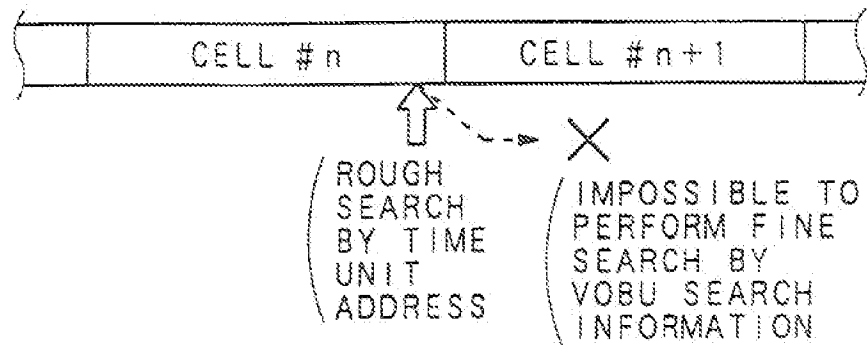 CELL #n
CELL #n+1
ROUGH
SEARCH
BY TIME
UNIT
ADDRESS
IMPOSSIBLE TO
PERFORM FINE
SEARCH BY
VOBU SEARCH
INFORMATION